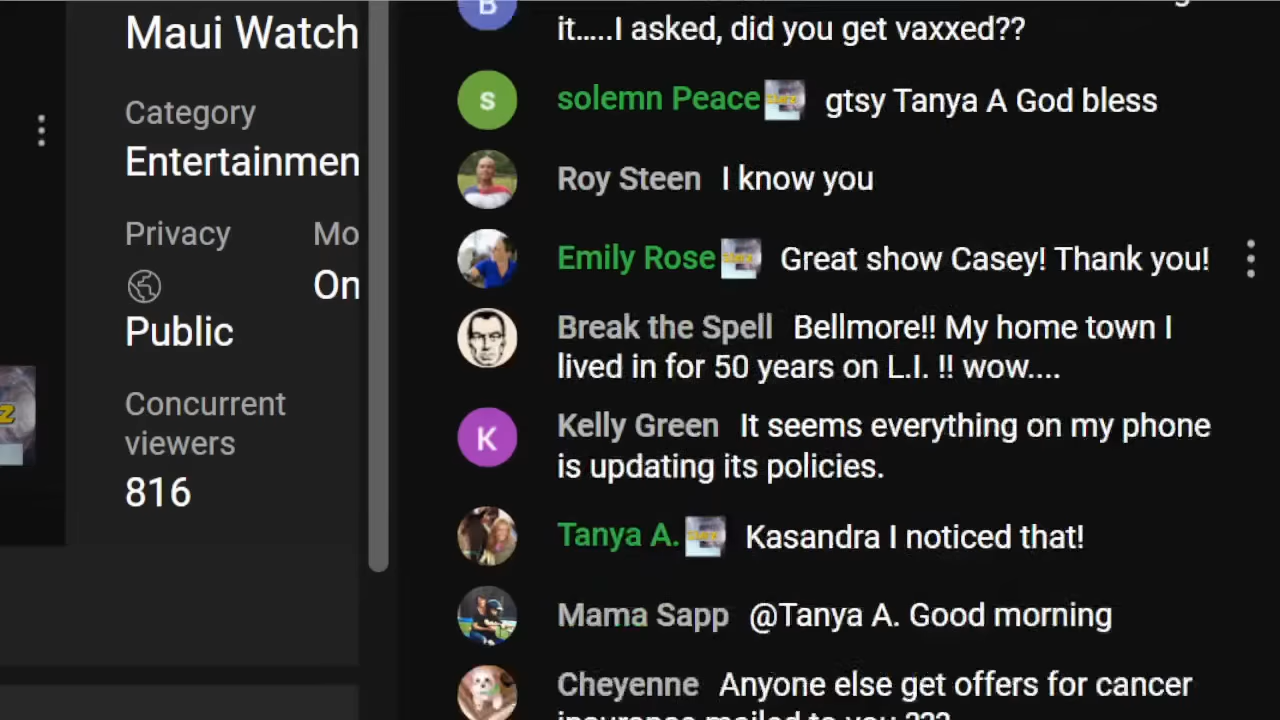 Maui Watch
Category
Entertainmen
Privacy Mo
On
Public
Concurrent
viewers
816
z
B
it.....I asked, did you get vaxxed??
s
solemn Peace gtsy Tanya A God bless
Roy Steen I know you
Emily Rose Great show Casey! Thank you!
Break the Spell Bellmore!! My home town I
lived in for 50 years on L.I. !! wow....
K
Kelly Green It seems everything on my phone
is updating its policies.
Tanya A. Kasandra I noticed that!
Mama Sapp @Tanya A. Good morning
Cheyenne Anyone else get offers for cancer
insurance mailed to you ???